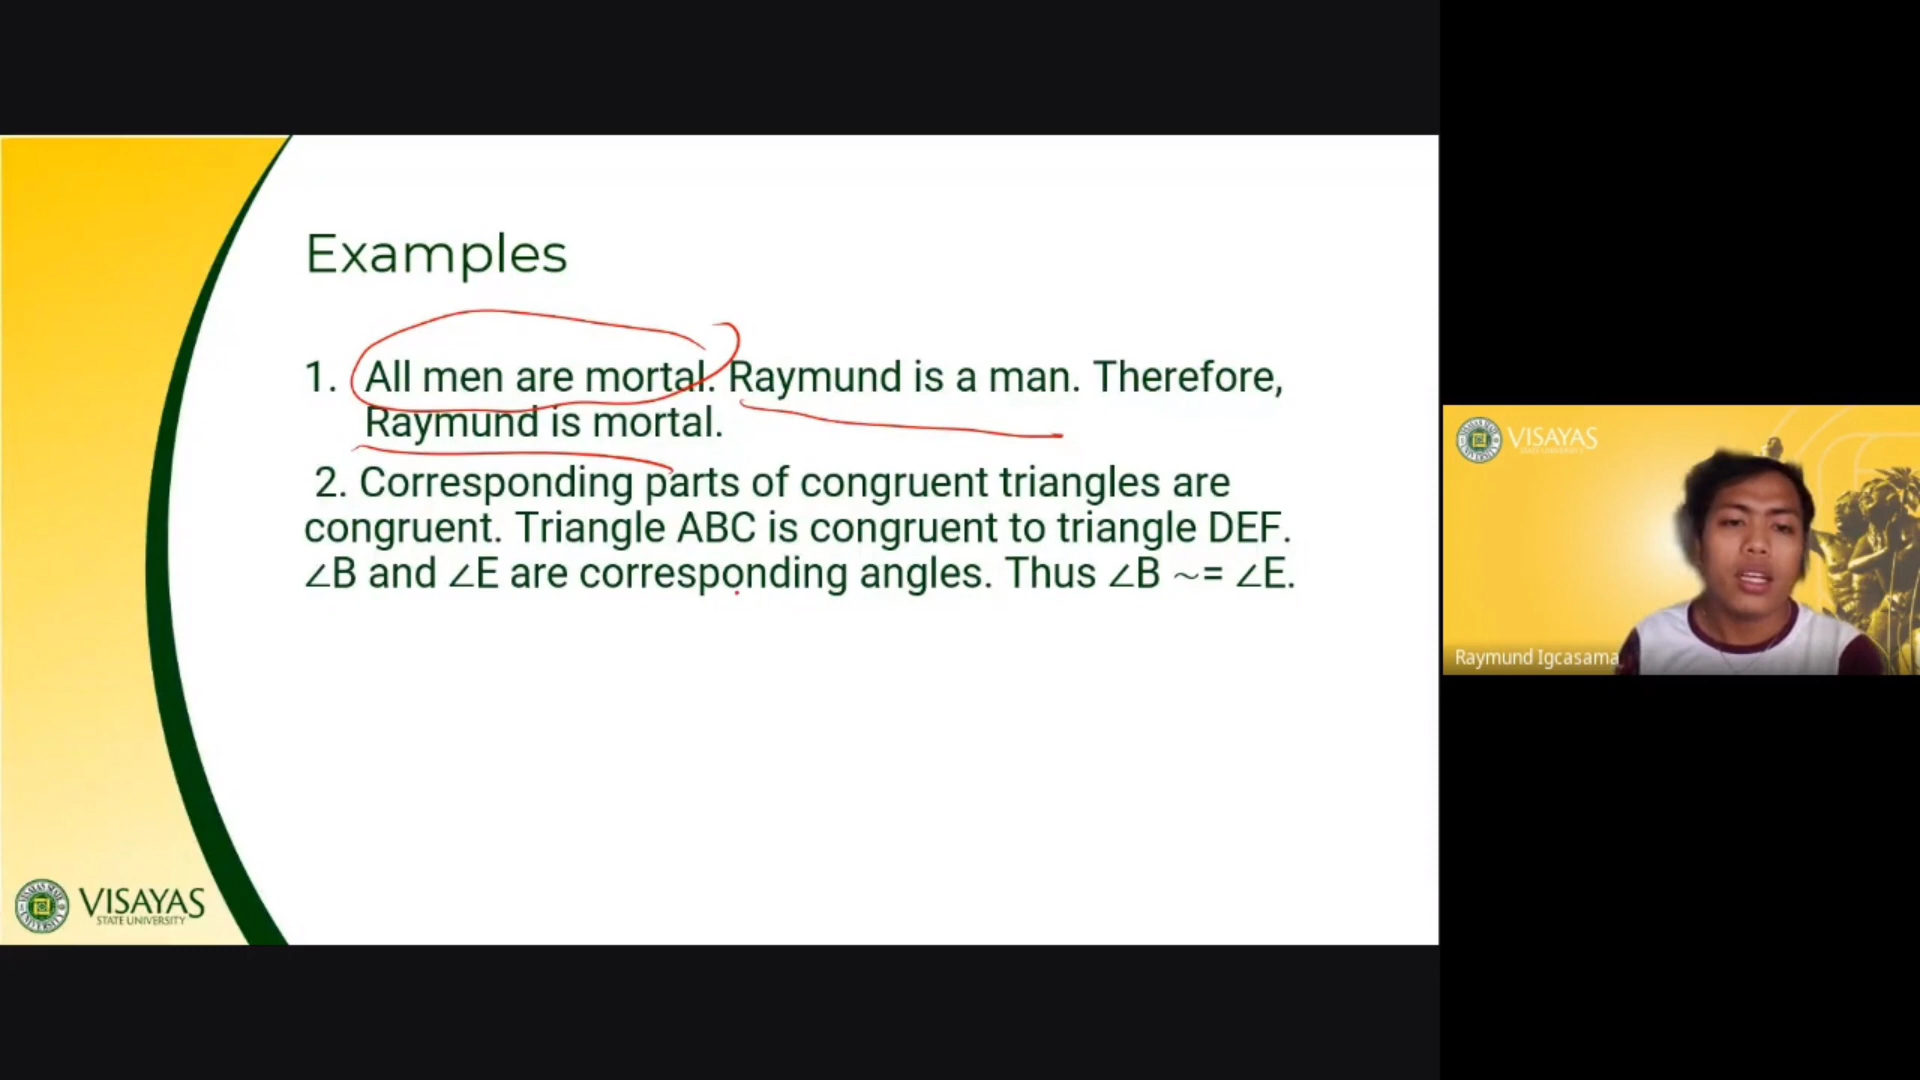 Examples
1. All men are mortal. Raymund is a man. Therefore,
Raymund is mortal.
2. Corresponding parts of congruent triangles are
congruent. Triangle ABC is congruent to triangle DEF.
∠B and ∠E are corresponding angles. Thus ∠B ~= ∠E.
VISAYAS
STATE UNIVERSITY
VISAYAS
STATE UNIVERSITY
Raymund Igcasama